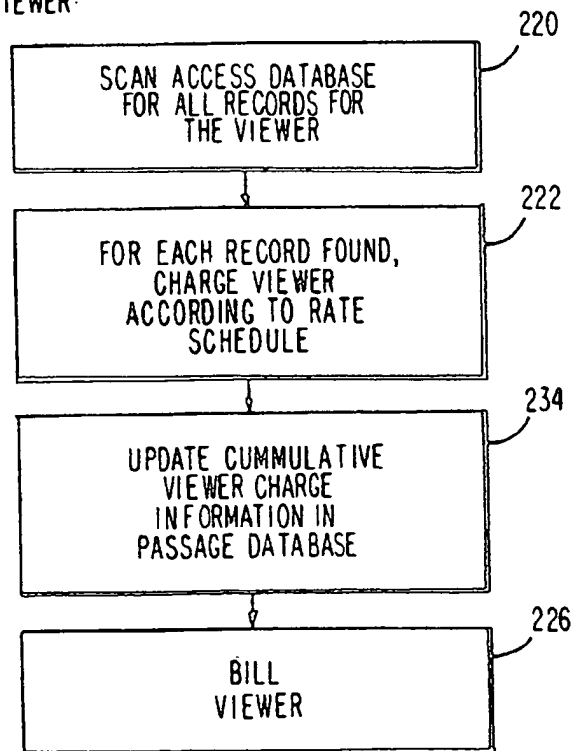 220
SCAN ACCESS DATABASE
FOR ALL RECORDS FOR
THE VIEWER
222
FOR EACH RECORD FOUND,
CHARGE VIEWER
ACCORDING TO RATE
SCHEDULE
234
UPDATE CUMMULATIVE
VIEWER CHARGE
INFORMATION IN
PASSAGE DATABASE
226
BILL
VIEWER